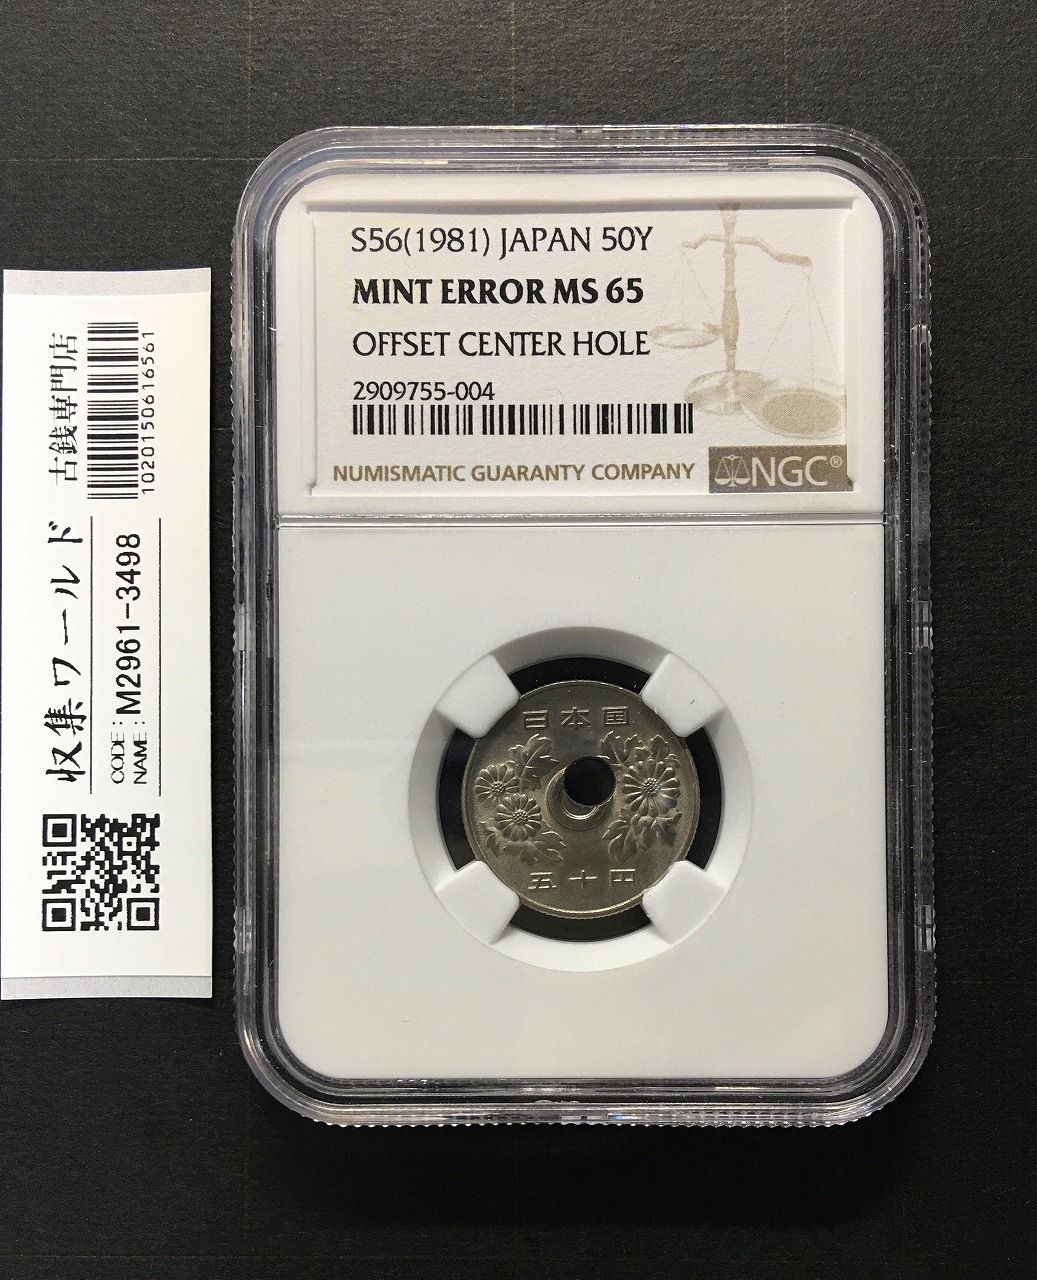 S56(1981) JAPAN 50Y
MINT ERROR MS 65
OFFSET CENTER HOLE
2909755-004
NUMISMATIC GUARANTY COMPANY
NGC®
日本国
五十円
収集ワールド
古銭専門店
CODE:
NAME: M2961-3498
1020150616561